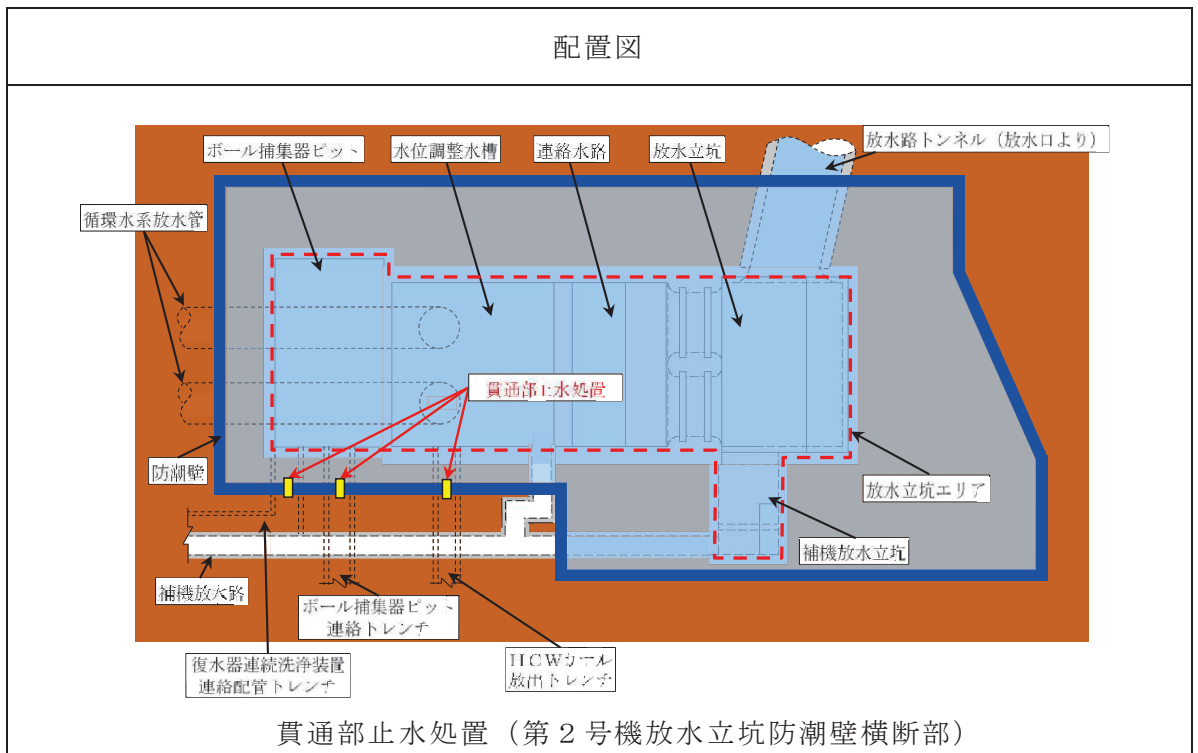 配置図
ボール捕集器ピット
水位調整水槽
連絡水路
放水立坑
放水路トンネル（放水口より）
循環水系放水管
貫通部止水処置
防潮壁
放水立坑エリア
補機放水立坑
補機放水路
ボール捕集器ピット
連絡トレンチ
復水器連続洗浄装置
連絡配管トレンチ
放出トレンチ
貫通部止水処置（第２号機放水立坑防潮壁横断部）